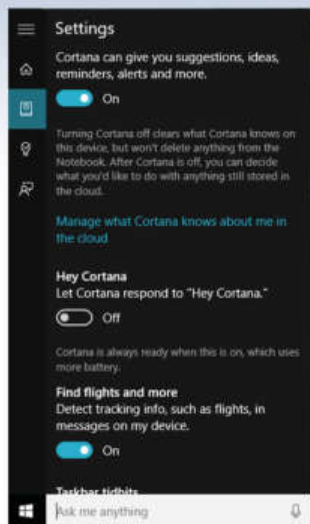 Settings
Cortana can give you suggestions, ideas,
reminders, alerts and more.
On
Turning Cortana off clears what Cortana knows on
this device, but won't delete anything from the
Notebook. After Cortana is off, you can decide
what you'd like to do with anything still stored in
the cloud.
Manage what Cortana knows about me in
the cloud
Hey Cortana
Let Cortana respond to "Hey Cortana."
Off
Cortana is always ready when this is on, which uses
more battery.
Find flights and more
Detect tracking info, such as flights, in
messages on my device.
On
Taskbar tidbits
Ask me anything